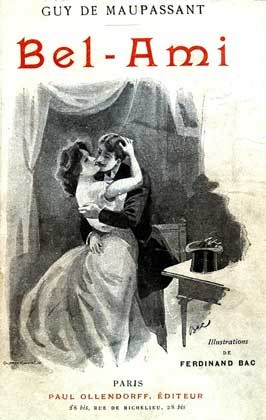 GUY DE MAUPASSANT
Bel-Ami
Bac
Illustrations
DE
FERDINAND BAC
PARIS
PAUL OLLENDORFF, ÉDITEUR
28 bis, RUE DE RICHELIEU, 28 bis